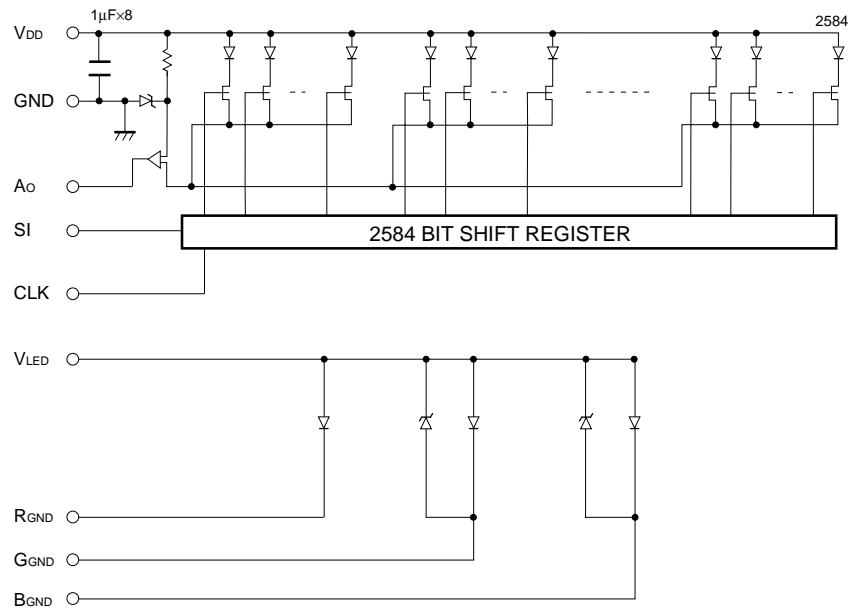 1μF×8
2584
VDD
GND
AO
SI
2584 BIT SHIFT REGISTER
CLK
VLED
RGND
GGND
BGND